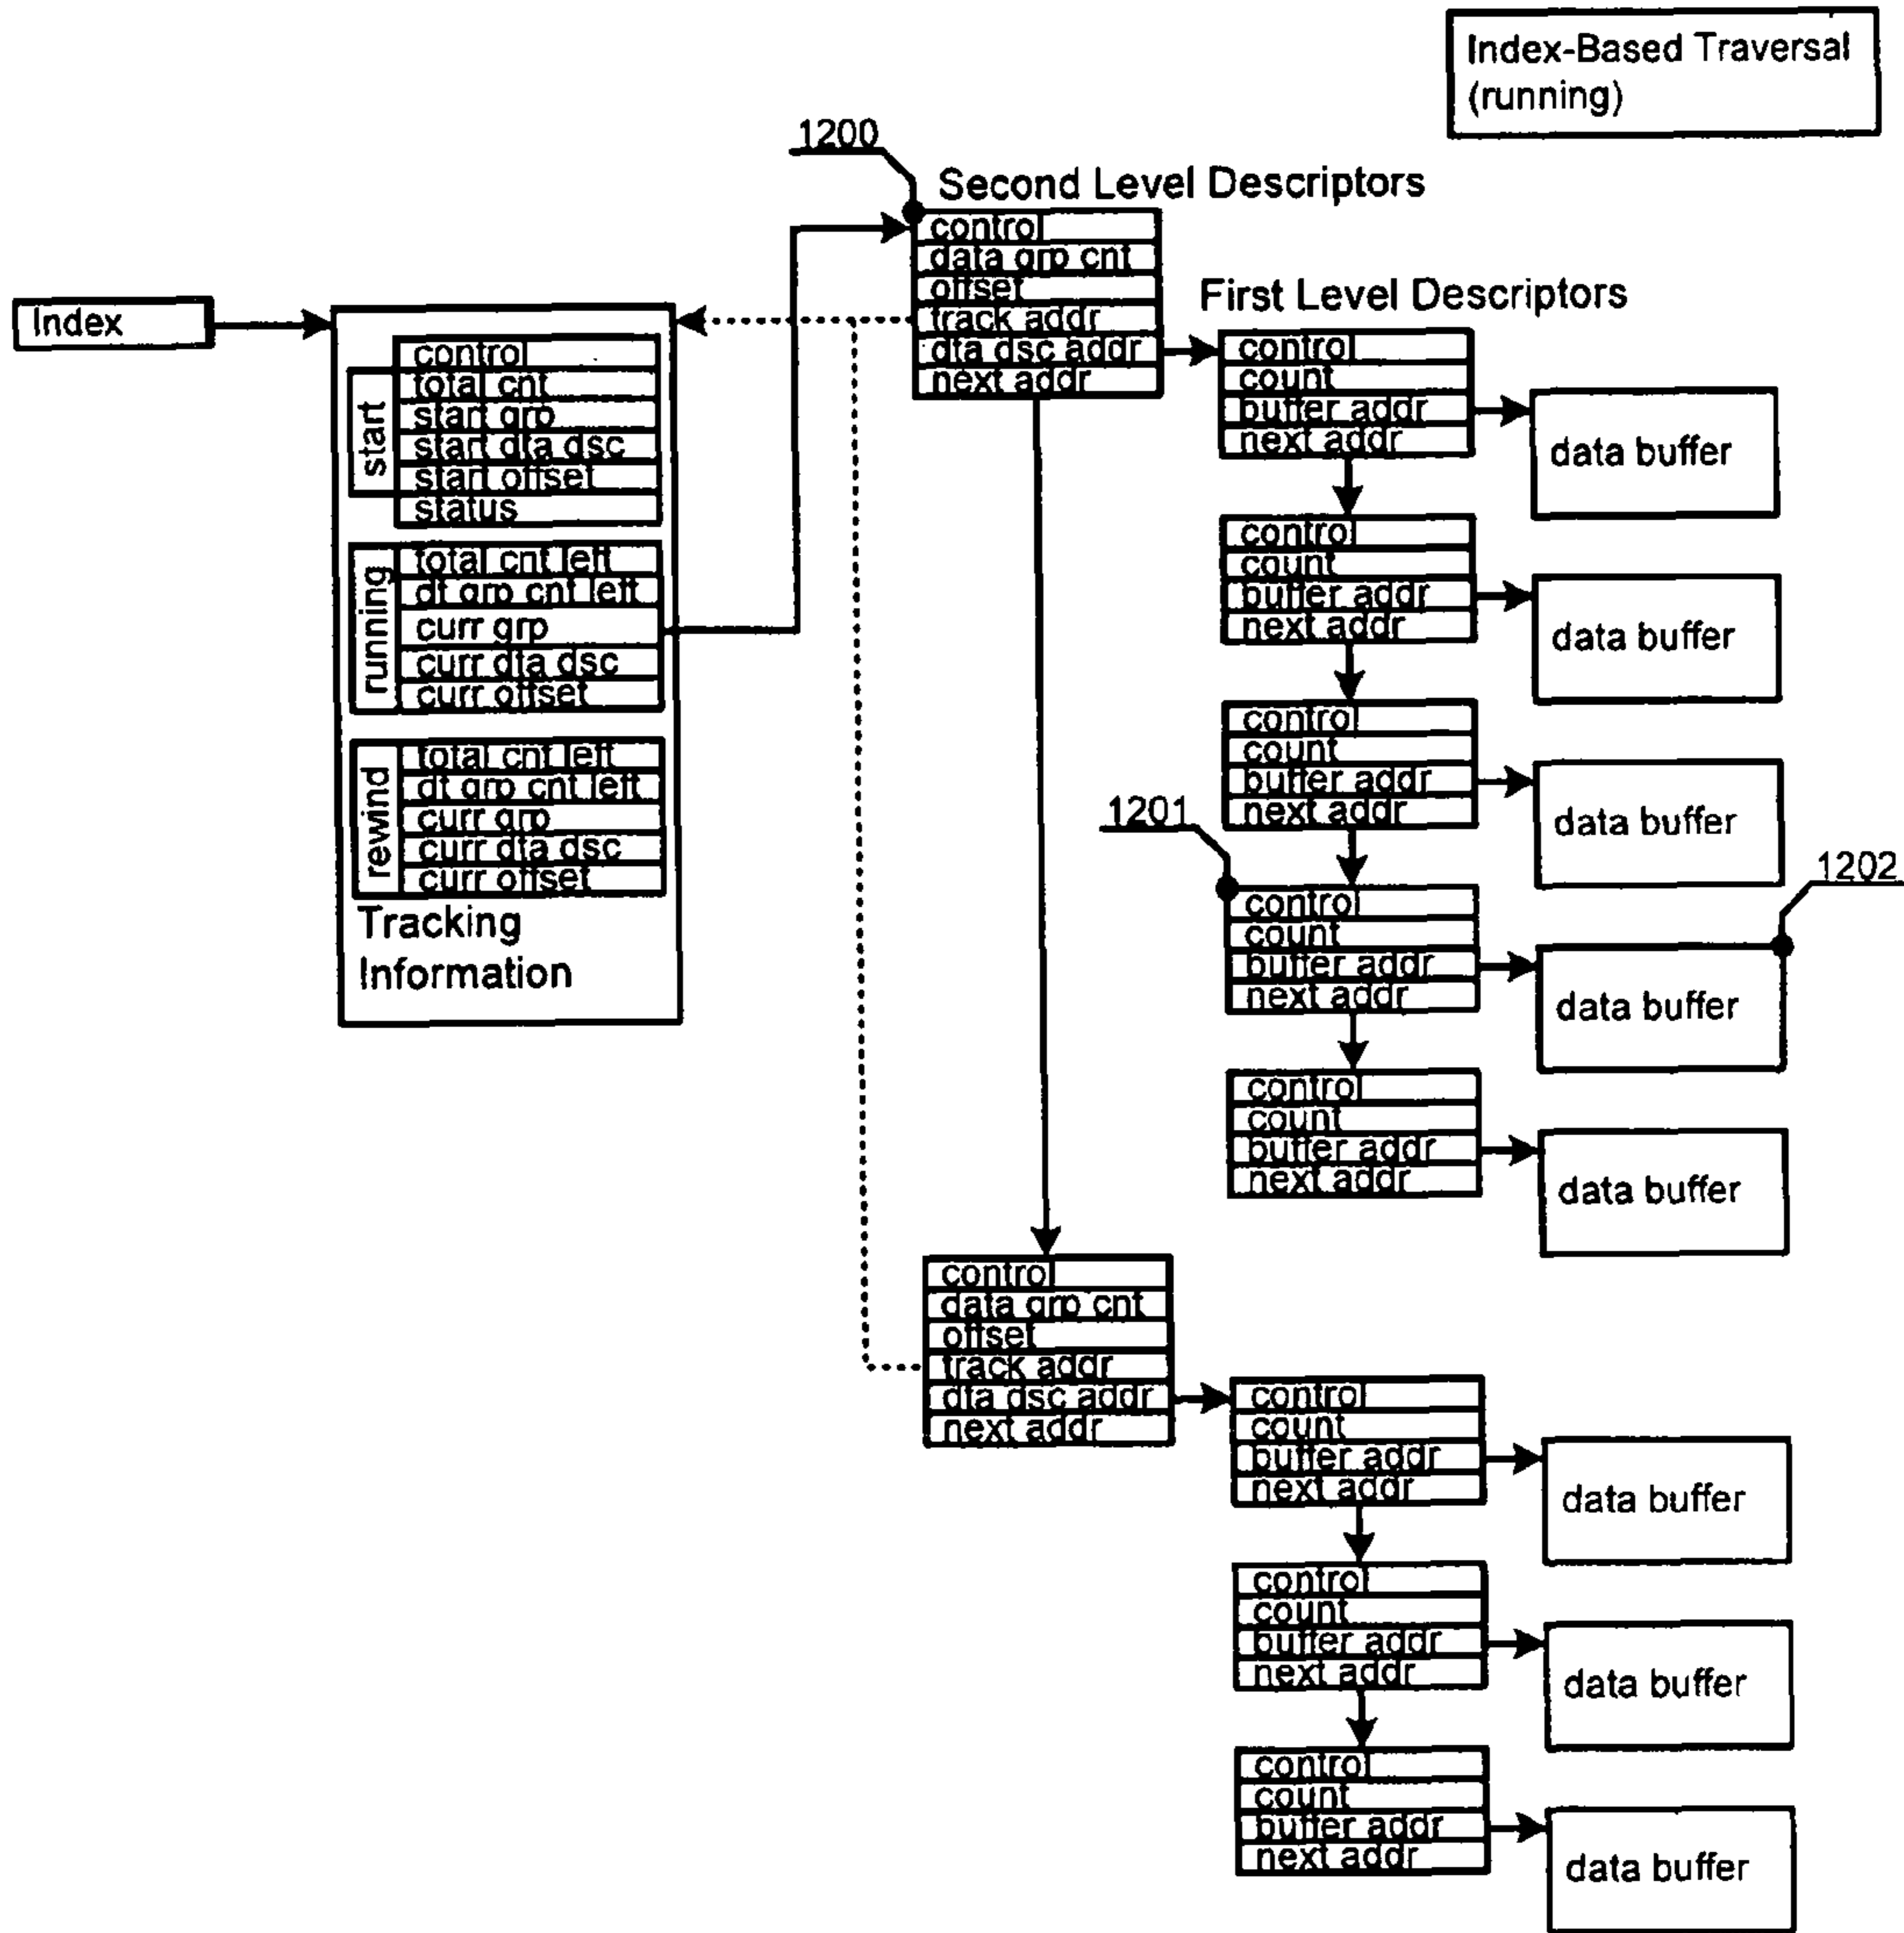 Index-Based Traversal
(running)
1200
Second Level Descriptors
control
data grp cnt
offset
track addr
dta dsc addr
next addr
First Level Descriptors
Index
control
total cnt
start grp
start dta dsc
start offset
status
start
total cnt left
dt grp cnt left
curr grp
curr dta dsc
curr offset
running
total cnt left
dt grp cnt left
curr grp
curr dta dsc
curr offset
rewind
Tracking
Information
control
count
buffer addr
next addr
data buffer
control
count
buffer addr
next addr
data buffer
control
count
buffer addr
next addr
data buffer
1201
1202
control
count
buffer addr
next addr
data buffer
control
count
buffer addr
next addr
data buffer
control
data grp cnt
offset
track addr
dta dsc addr
next addr
control
count
buffer addr
next addr
data buffer
control
count
buffer addr
next addr
data buffer
control
count
buffer addr
next addr
data buffer